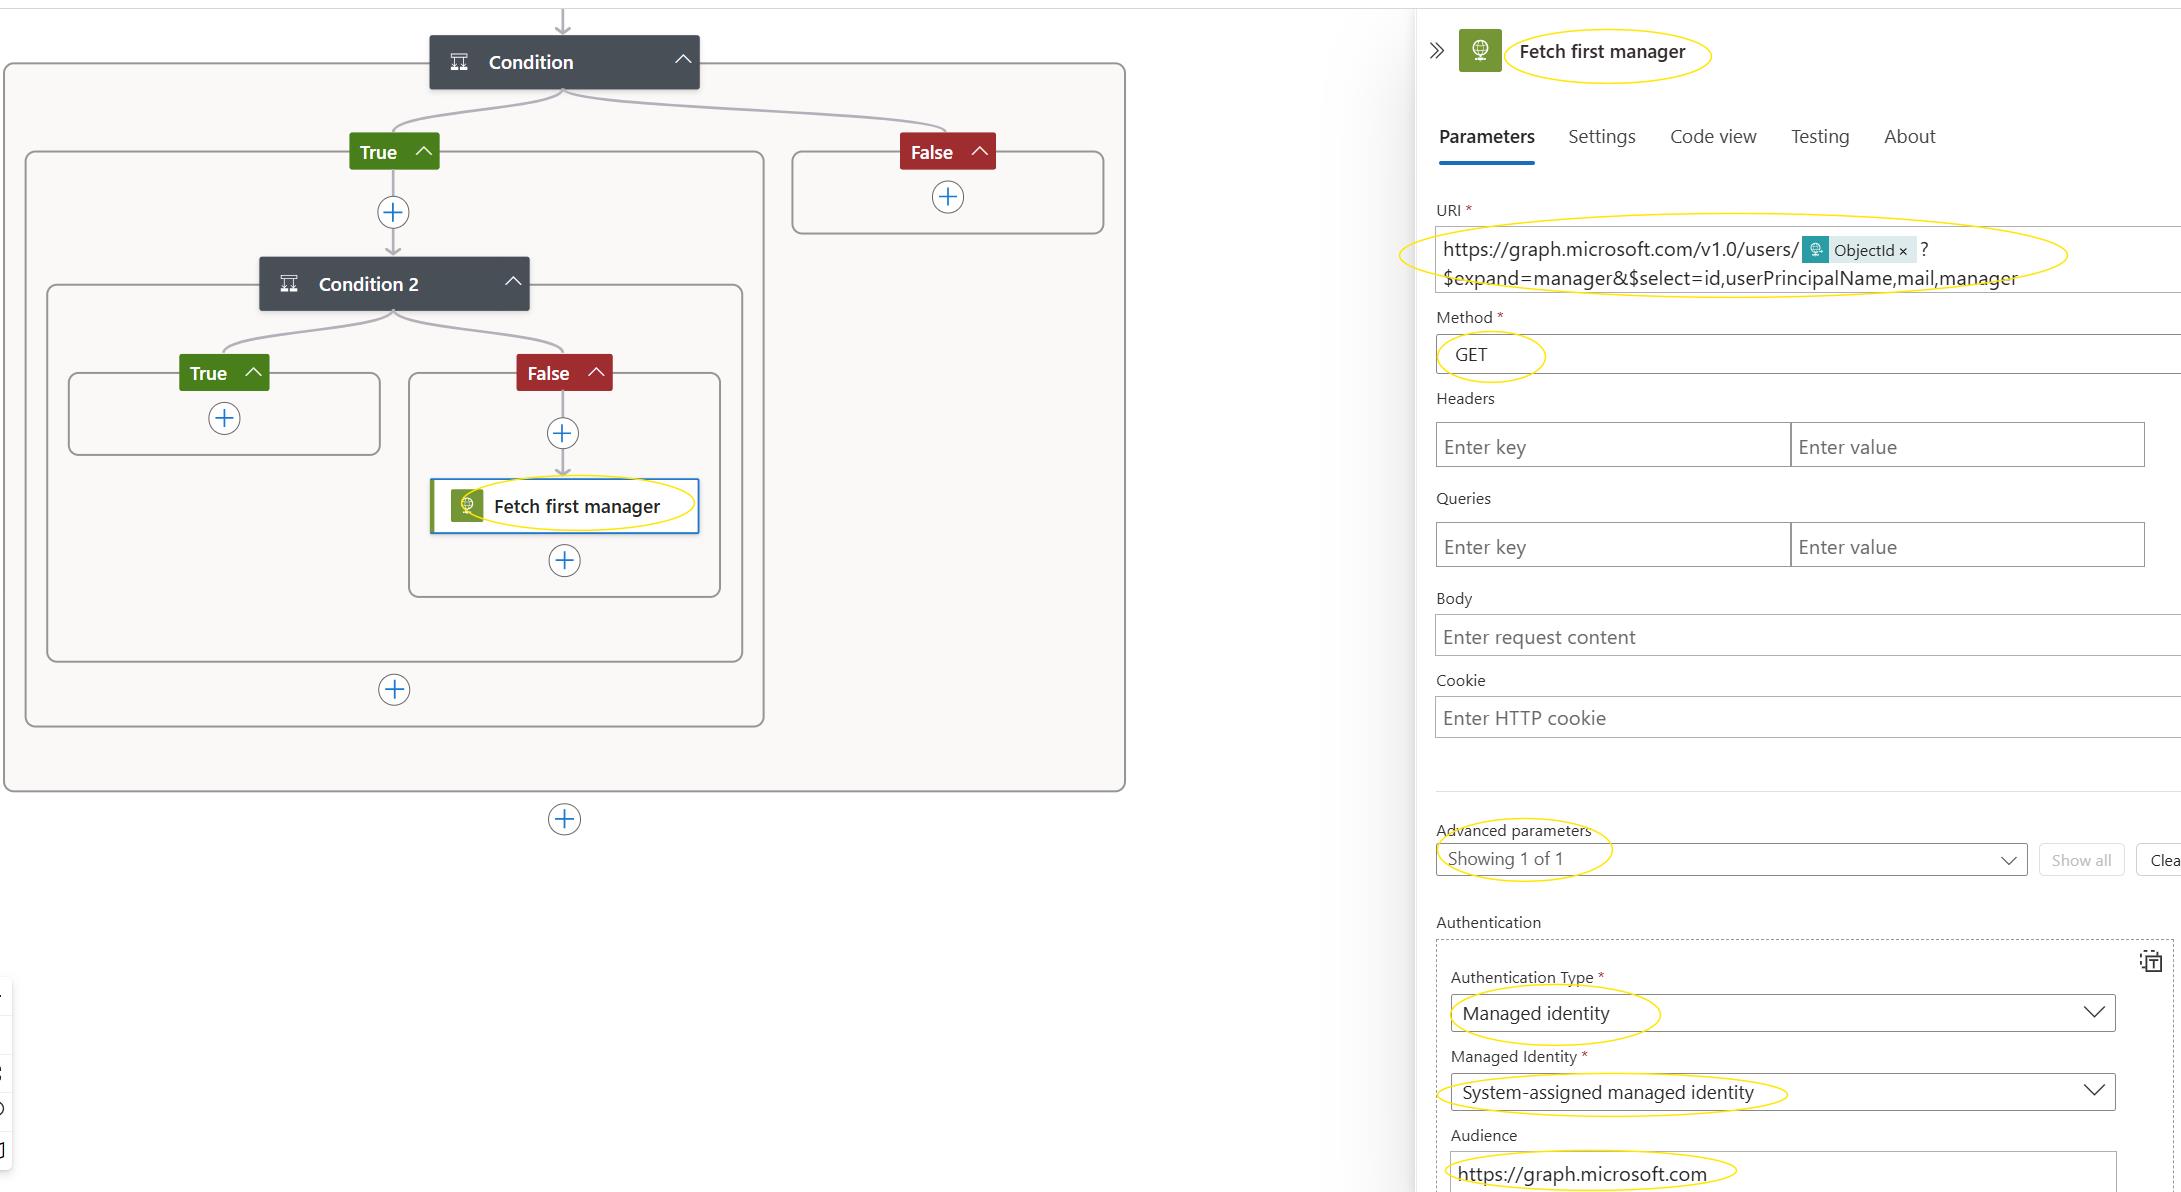 Condition
True
False
Condition 2
True
False
Fetch first manager
Fetch first manager
Parameters Settings Code view Testing About
URI *
https://graph.microsoft.com/v1.0/users/ ObjectId × ?
$expand=manager&$select=id,userPrincipalName,mail,manager
Method *
GET
Headers
Enter key Enter value
Queries
Enter key Enter value
Body
Enter request content
Cookie
Enter HTTP cookie
Advanced parameters
Showing 1 of 1 Show all Clea
Authentication
Authentication Type *
Managed identity
Managed Identity *
System-assigned managed identity
Audience
https://graph.microsoft.com